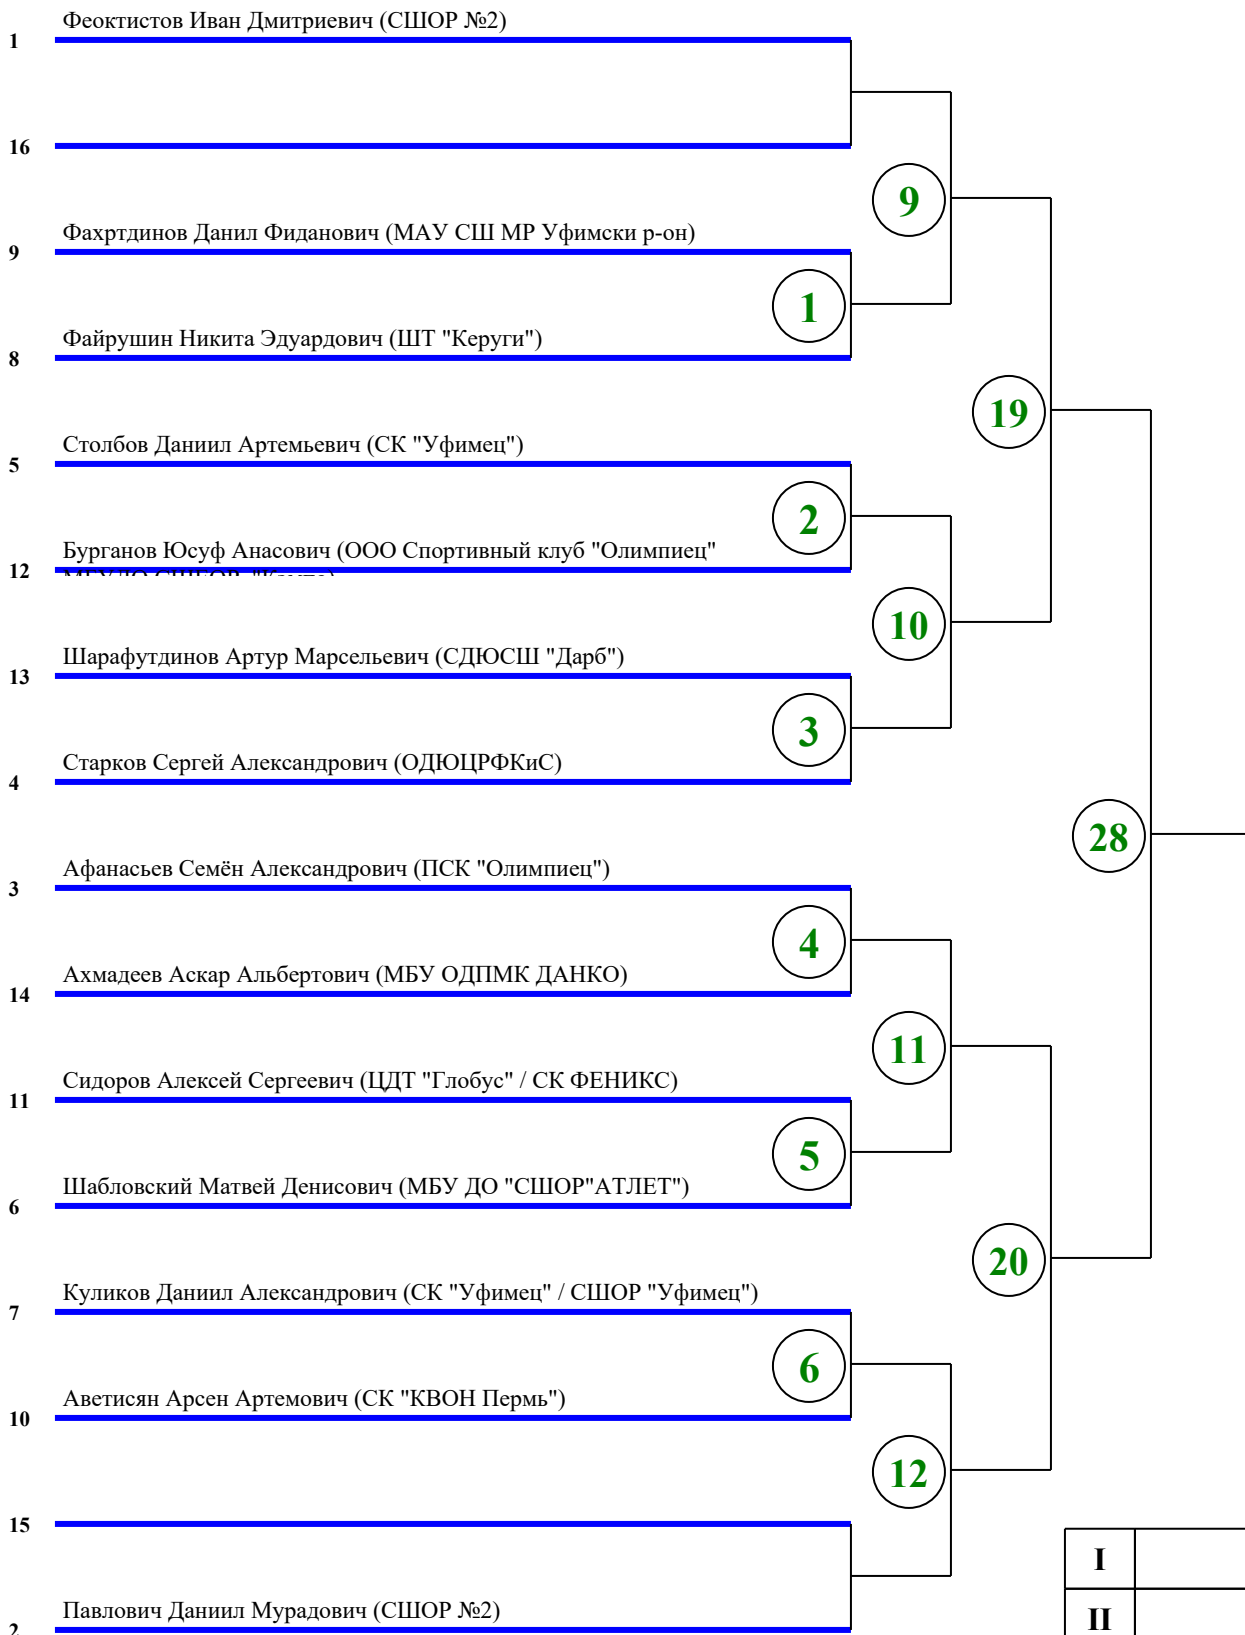 Феоктистов Иван Дмитриевич (СШОР №2)
1
16
9
Фахртдинов Данил Фиданович (МАУ СШ МР Уфимски р-он)
9
1
Файрушин Никита Эдуардович (ШТ "Керуги")
8
19
Столбов Даниил Артемьевич (СК "Уфимец")
5
2
Бурганов Юсуф Анасович (ООО Спортивный клуб "Олимпиец"
12
10
Шарафутдинов Артур Марсельевич (СДЮСШ "Дарб")
13
3
Старков Сергей Александрович (ОДЮЦРФКиС)
4
28
Афанасьев Семён Александрович (ПСК "Олимпиец")
3
4
Ахмадеев Аскар Альбертович (МБУ ОДПМК ДАНКО)
14
11
Сидоров Алексей Сергеевич (ЦДТ "Глобус" / СК ФЕНИКС)
11
5
Шабловский Матвей Денисович (МБУ ДО "СШОР"АТЛЕТ")
6
20
Куликов Даниил Александрович (СК "Уфимец" / СШОР "Уфимец")
7
6
Аветисян Арсен Артемович (СК "КВОН Пермь")
10
12
15
I
Павлович Даниил Мурадович (СШОР №2)
II
2